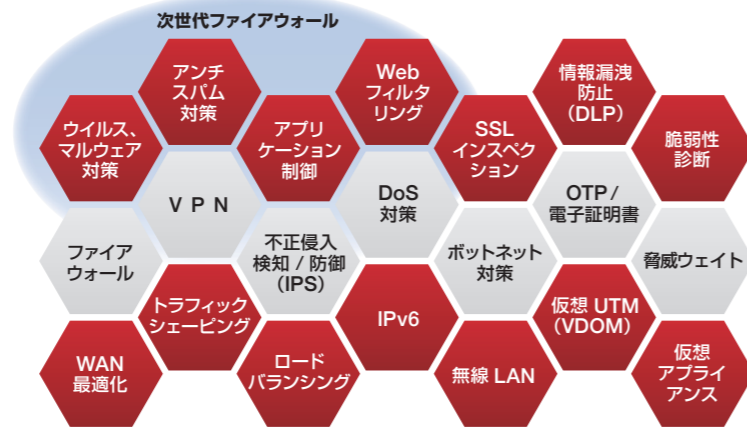 次世代ファイアウォール
アンチ
スパム
対策
Web
フィルタ
リング
情報漏洩
防止
（DLP）
ウイルス、
マルウェア
対策
アプリ
ケーション
制御
SSL
インスペク
ション
脆弱性
診断
VPN
DoS
対策
OTP /
電子証明書
ファイア
ウォール
不正侵入
検知 / 防御
（IPS）
ボットネット
対策
脅威ウェイト
トラフィック
シェーピング
IPv6
仮想 UTM
（VDOM）
WAN
最適化
ロード
バランシング
無線 LAN
仮想
アプライ
アンス